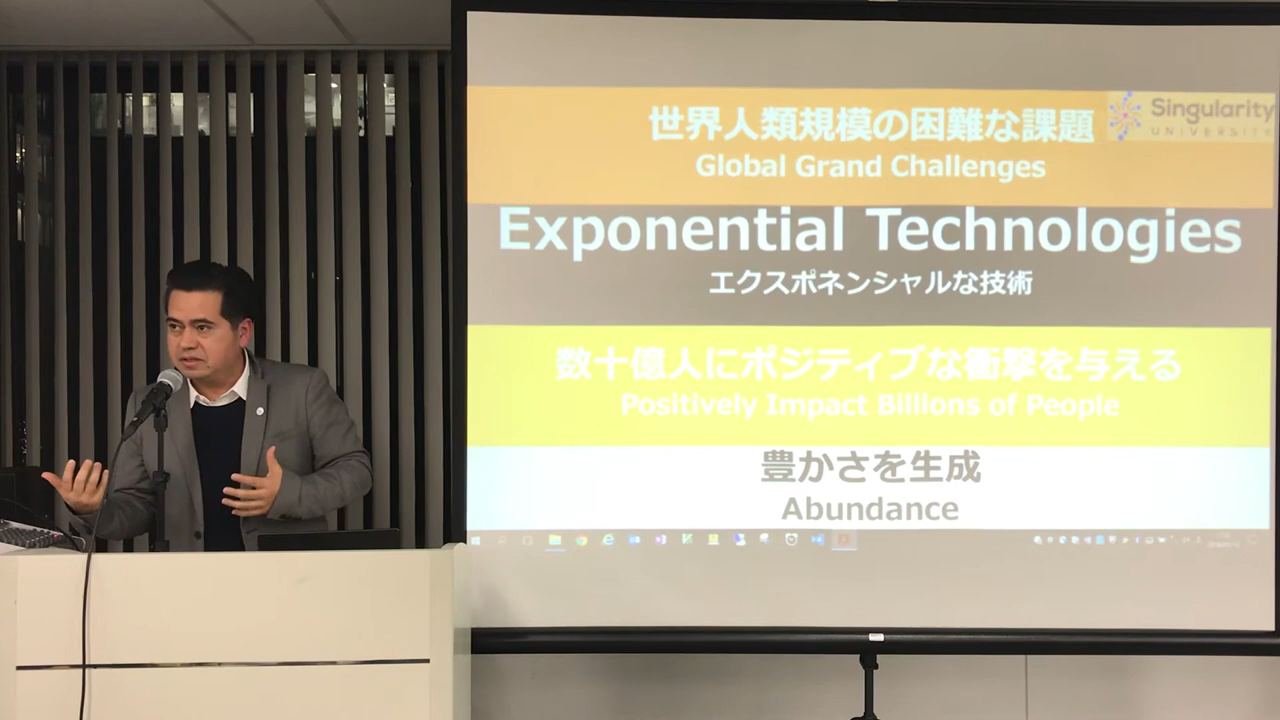 世界人類規模の困難な課題
Singularity
UNIVERSITY
Global Grand Challenges
Exponential Technologies
エクスポネンシャルな技術
数十億人にポジティブな衝撃を与える
Positively Impact Billions of People
豊かさを生成
Abundance